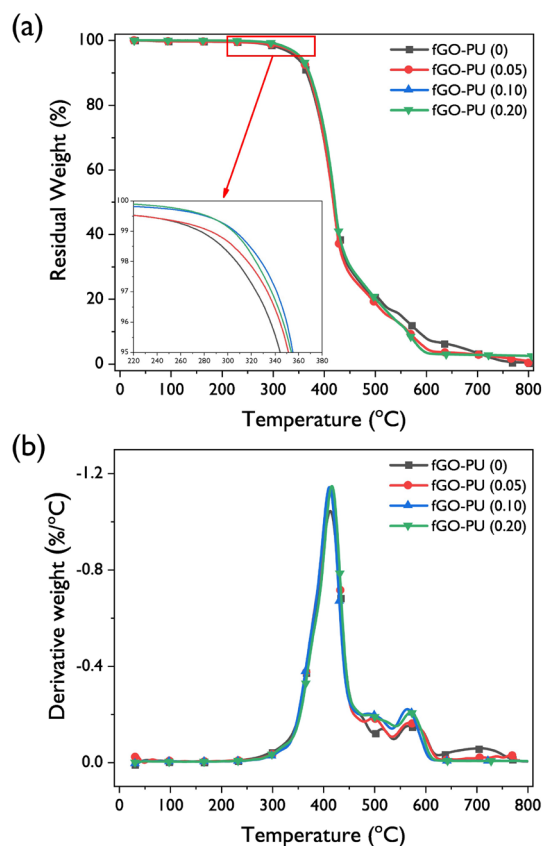 (a)
100
80
60
40
20
0
Residual Weight (%)
fGO-PU (0)
fGO-PU (0.05)
fGO-PU (0.10)
fGO-PU (0.20)
100
99
98
97
96
95
220 240 260 280 300 320 340 360 380
0 100 200 300 400 500 600 700 800
Temperature (°C)
(b)
-1.2
-0.8
-0.4
0.0
Derivative weight (%/°C)
fGO-PU (0)
fGO-PU (0.05)
fGO-PU (0.10)
fGO-PU (0.20)
0 100 200 300 400 500 600 700 800
Temperature (°C)